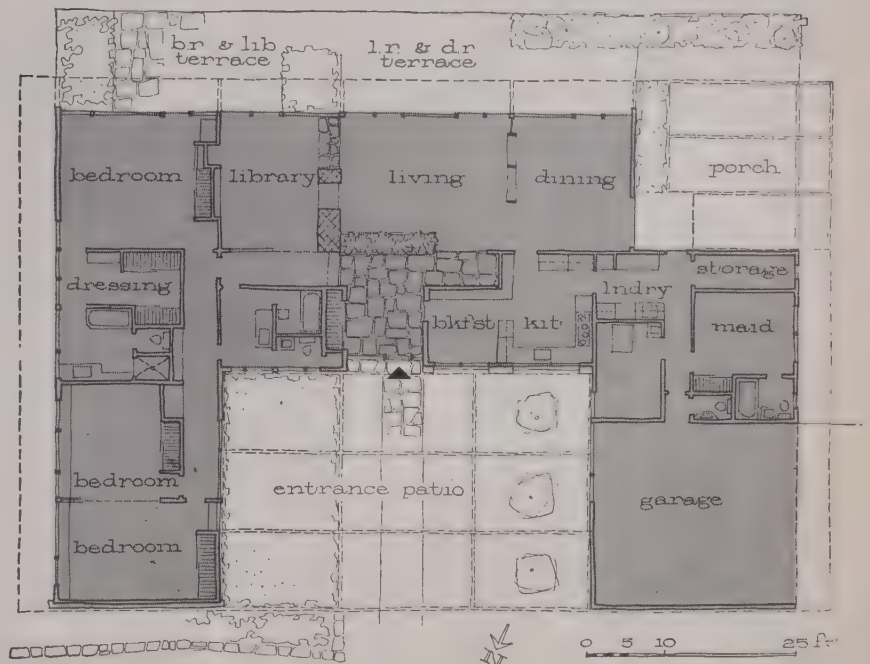 br & lib
terrace
l.r & d.r
terrace
bedroom
library
living
dining
porch
dressing
bkfst
kit
lndry
storage
maid
bedroom
entrance patio
garage
bedroom
N
0 5 10 25 ft